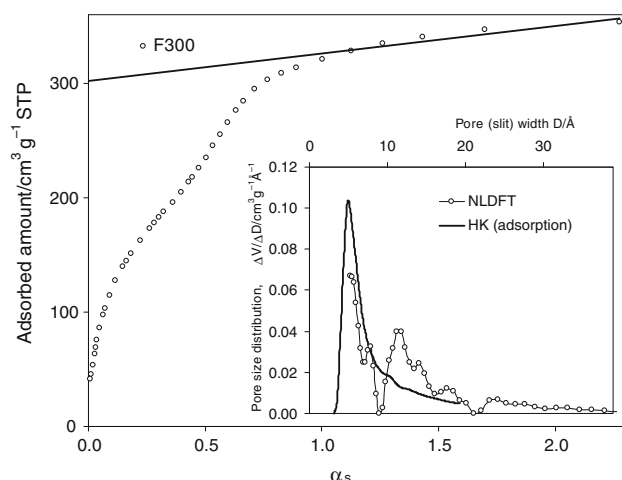 F300
Adsorbed amount/cm³ g⁻¹ STP
300
200
100
0
0.0 0.5 1.0 1.5 2.0
αₛ
Pore (slit) width D/Å
0 10 20 30
Pore size distribution, ΔV/ΔD/cm³g⁻¹Å⁻¹
0.12
0.10
0.08
0.06
0.04
0.02
0.00
NLDFT
HK (adsorption)